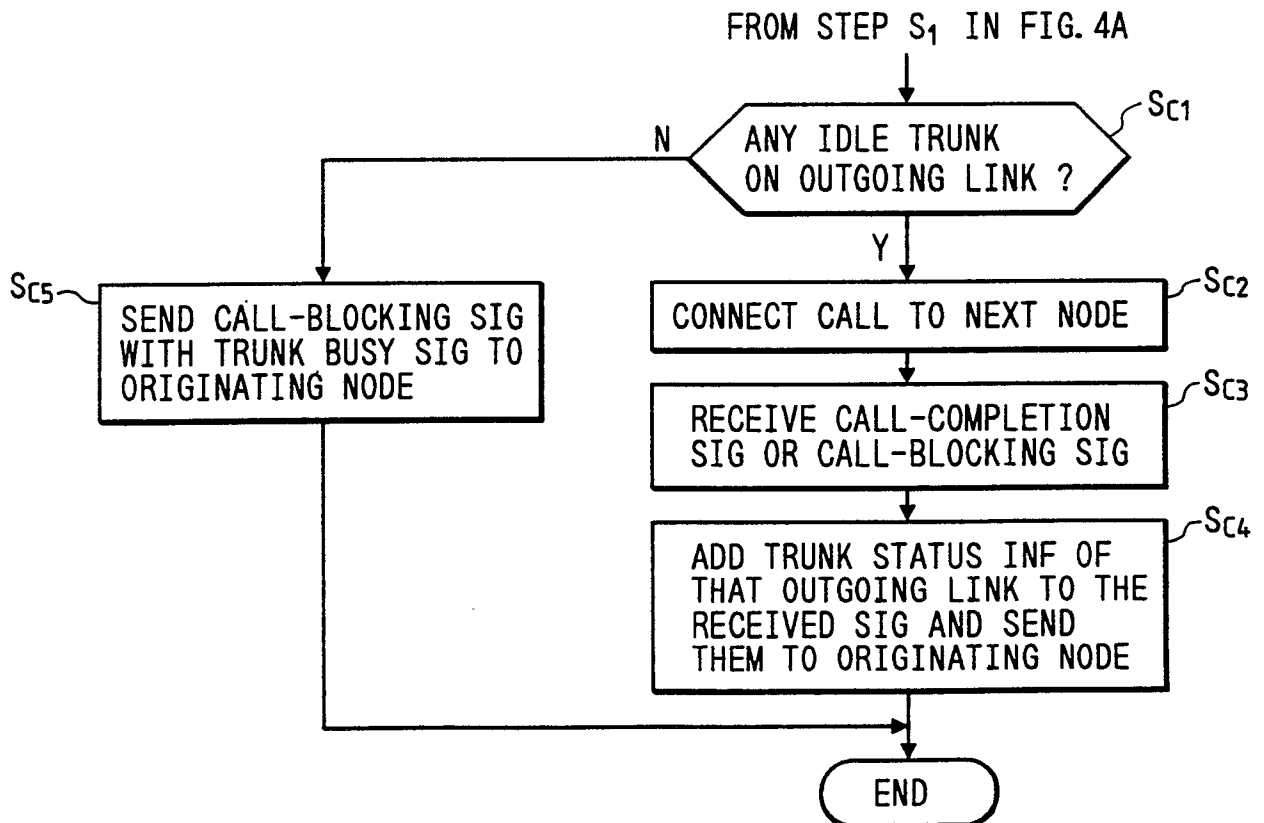 FROM STEP S1 IN FIG. 4A
SC1
N
ANY IDLE TRUNK
ON OUTGOING LINK ?
Y
SC5
SEND CALL-BLOCKING SIG
WITH TRUNK BUSY SIG TO
ORIGINATING NODE
SC2
CONNECT CALL TO NEXT NODE
SC3
RECEIVE CALL-COMPLETION
SIG OR CALL-BLOCKING SIG
SC4
ADD TRUNK STATUS INF OF
THAT OUTGOING LINK TO THE
RECEIVED SIG AND SEND
THEM TO ORIGINATING NODE
END